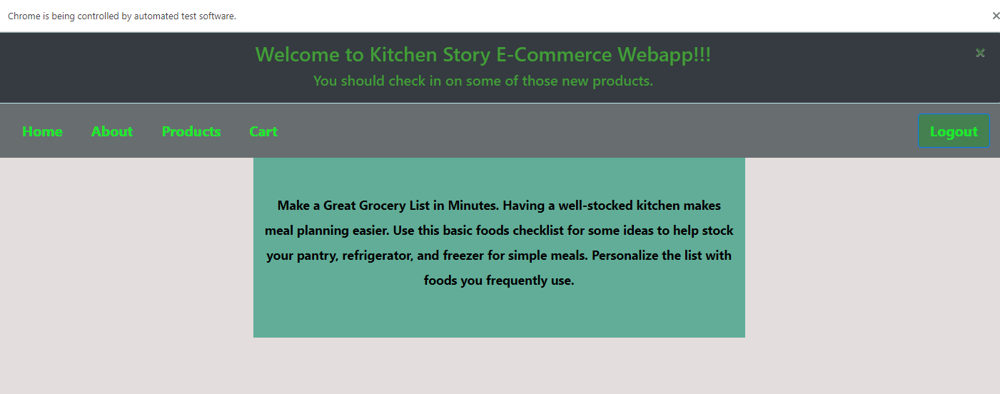 Chrome is being controlled by automated test software.
Welcome to Kitchen Story E-Commerce Webapp!!!
You should check in on some of those new products.
Home About Products Cart Logout
Make a Great Grocery List in Minutes. Having a well-stocked kitchen makes
meal planning easier. Use this basic foods checklist for some ideas to help stock
your pantry, refrigerator, and freezer for simple meals. Personalize the list with
foods you frequently use.